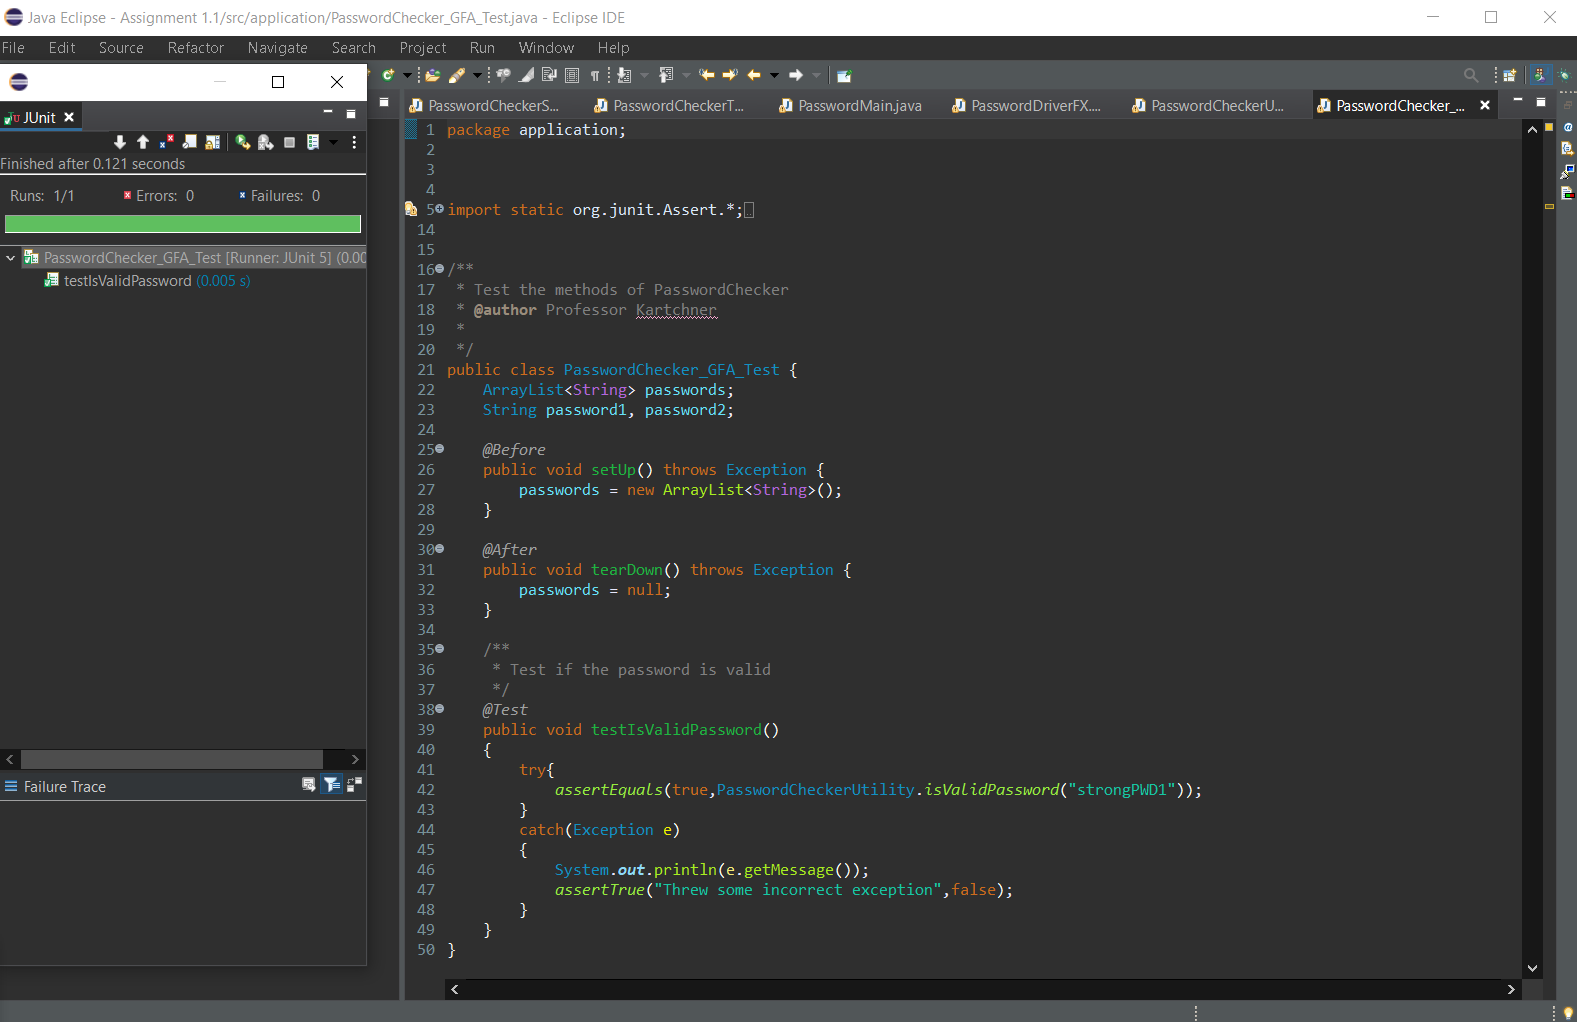 Java Eclipse - Assignment 1.1/src/application/PasswordChecker_GFA_Test.java - Eclipse IDE
File Edit Source Refactor Navigate Search Project Run Window Help
JUnit
Finished after 0.121 seconds
Runs: 1/1 Errors: 0 Failures: 0
PasswordChecker_GFA_Test [Runner: JUnit 5] (0.00
testIsValidPassword (0.005 s)
Failure Trace
PasswordCheckerS... PasswordCheckerT... PasswordMain.java PasswordDriverFX.... PasswordCheckerU... PasswordChecker_...
1 package application;
2
3
4
5 import static org.junit.Assert.*;
14
15
16 /**
17 * Test the methods of PasswordChecker
18 * @author Professor Kartchner
19 *
20 */
21 public class PasswordChecker_GFA_Test {
22 ArrayList<String> passwords;
23 String password1, password2;
24
25 @Before
26 public void setUp() throws Exception {
27 passwords = new ArrayList<String>();
28 }
29
30 @After
31 public void tearDown() throws Exception {
32 passwords = null;
33 }
34
35 /**
36 * Test if the password is valid
37 */
38 @Test
39 public void testIsValidPassword()
40 {
41 try{
42 assertEquals(true,PasswordCheckerUtility.isValidPassword("strongPWD1"));
43 }
44 catch(Exception e)
45 {
46 System.out.println(e.getMessage());
47 assertTrue("Threw some incorrect exception",false);
48 }
49 }
50 }